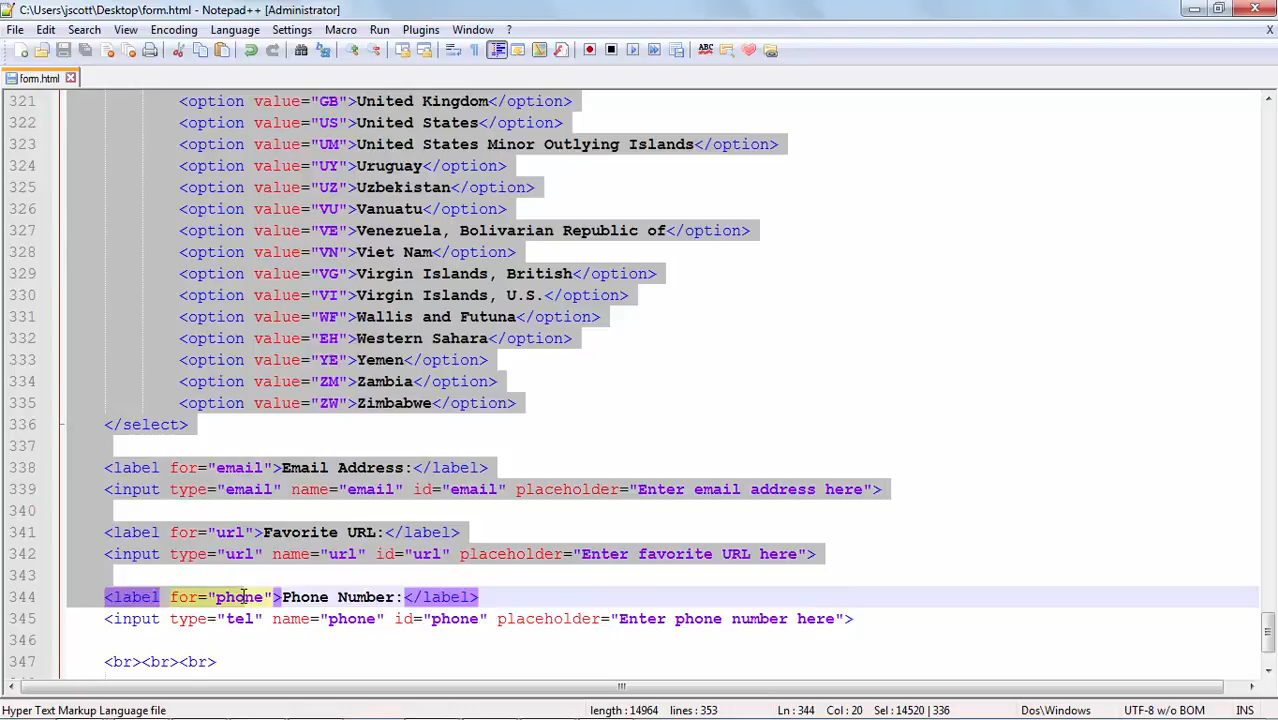 C:\Users\jscott\Desktop\form.html - Notepad++ [Administrator]
File Edit Search View Encoding Language Settings Macro Run Plugins Window ? X
ABC
form.html
321 <option value="GB">United Kingdom</option>
322 <option value="US">United States</option>
323 <option value="UM">United States Minor Outlying Islands</option>
324 <option value="UY">Uruguay</option>
325 <option value="UZ">Uzbekistan</option>
326 <option value="VU">Vanuatu</option>
327 <option value="VE">Venezuela, Bolivarian Republic of</option>
328 <option value="VN">Viet Nam</option>
329 <option value="VG">Virgin Islands, British</option>
330 <option value="VI">Virgin Islands, U.S.</option>
331 <option value="WF">Wallis and Futuna</option>
332 <option value="EH">Western Sahara</option>
333 <option value="YE">Yemen</option>
334 <option value="ZM">Zambia</option>
335 <option value="ZW">Zimbabwe</option>
336 </select>
337
338 <label for="email">Email Address:</label>
339 <input type="email" name="email" id="email" placeholder="Enter email address here">
340
341 <label for="url">Favorite URL:</label>
342 <input type="url" name="url" id="url" placeholder="Enter favorite URL here">
343
344 <label for="phone">Phone Number:</label>
345 <input type="tel" name="phone" id="phone" placeholder="Enter phone number here">
346
347 <br><br><br>
Hyper Text Markup Language file length : 14964 lines : 353 Ln : 344 Col : 20 Sel : 14520 | 336 Dos\Windows UTF-8 w/o BOM INS